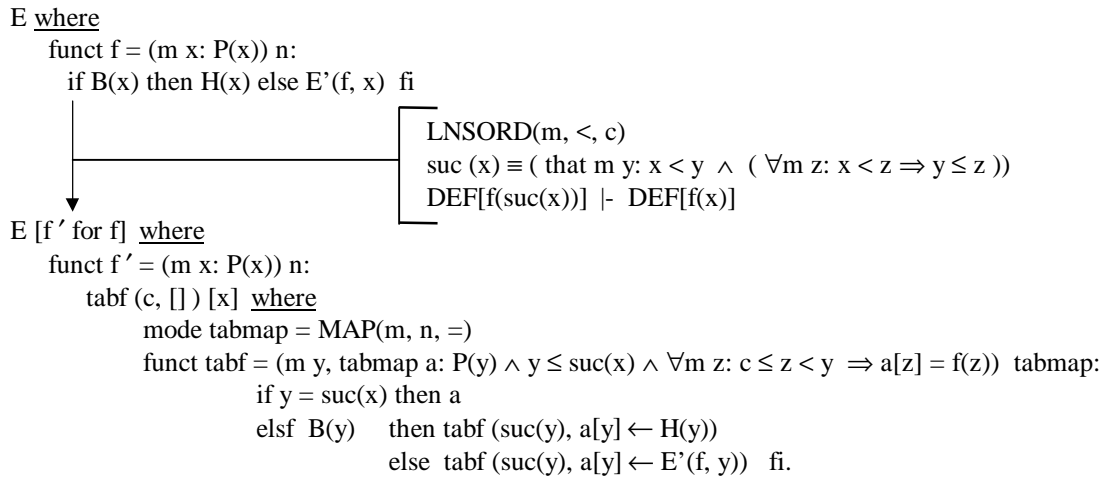 E where
funct f = (m x: P(x)) n:
if B(x) then H(x) else E’(f, x) fi
LNSORD(m, <, c)
suc (x) ≡ ( that m y: x < y ∧ ( ∀m z: x < z ⇒ y ≤ z ))
DEF[f(suc(x))] |- DEF[f(x)]
E [f ′ for f] where
funct f ′ = (m x: P(x)) n:
tabf (c, [] ) [x] where
mode tabmap = MAP(m, n, =)
funct tabf = (m y, tabmap a: P(y) ∧ y ≤ suc(x) ∧ ∀m z: c ≤ z < y ⇒ a[z] = f(z)) tabmap:
if y = suc(x) then a
elsf B(y) then tabf (suc(y), a[y] ← H(y))
else tabf (suc(y), a[y] ← E’(f, y)) fi.